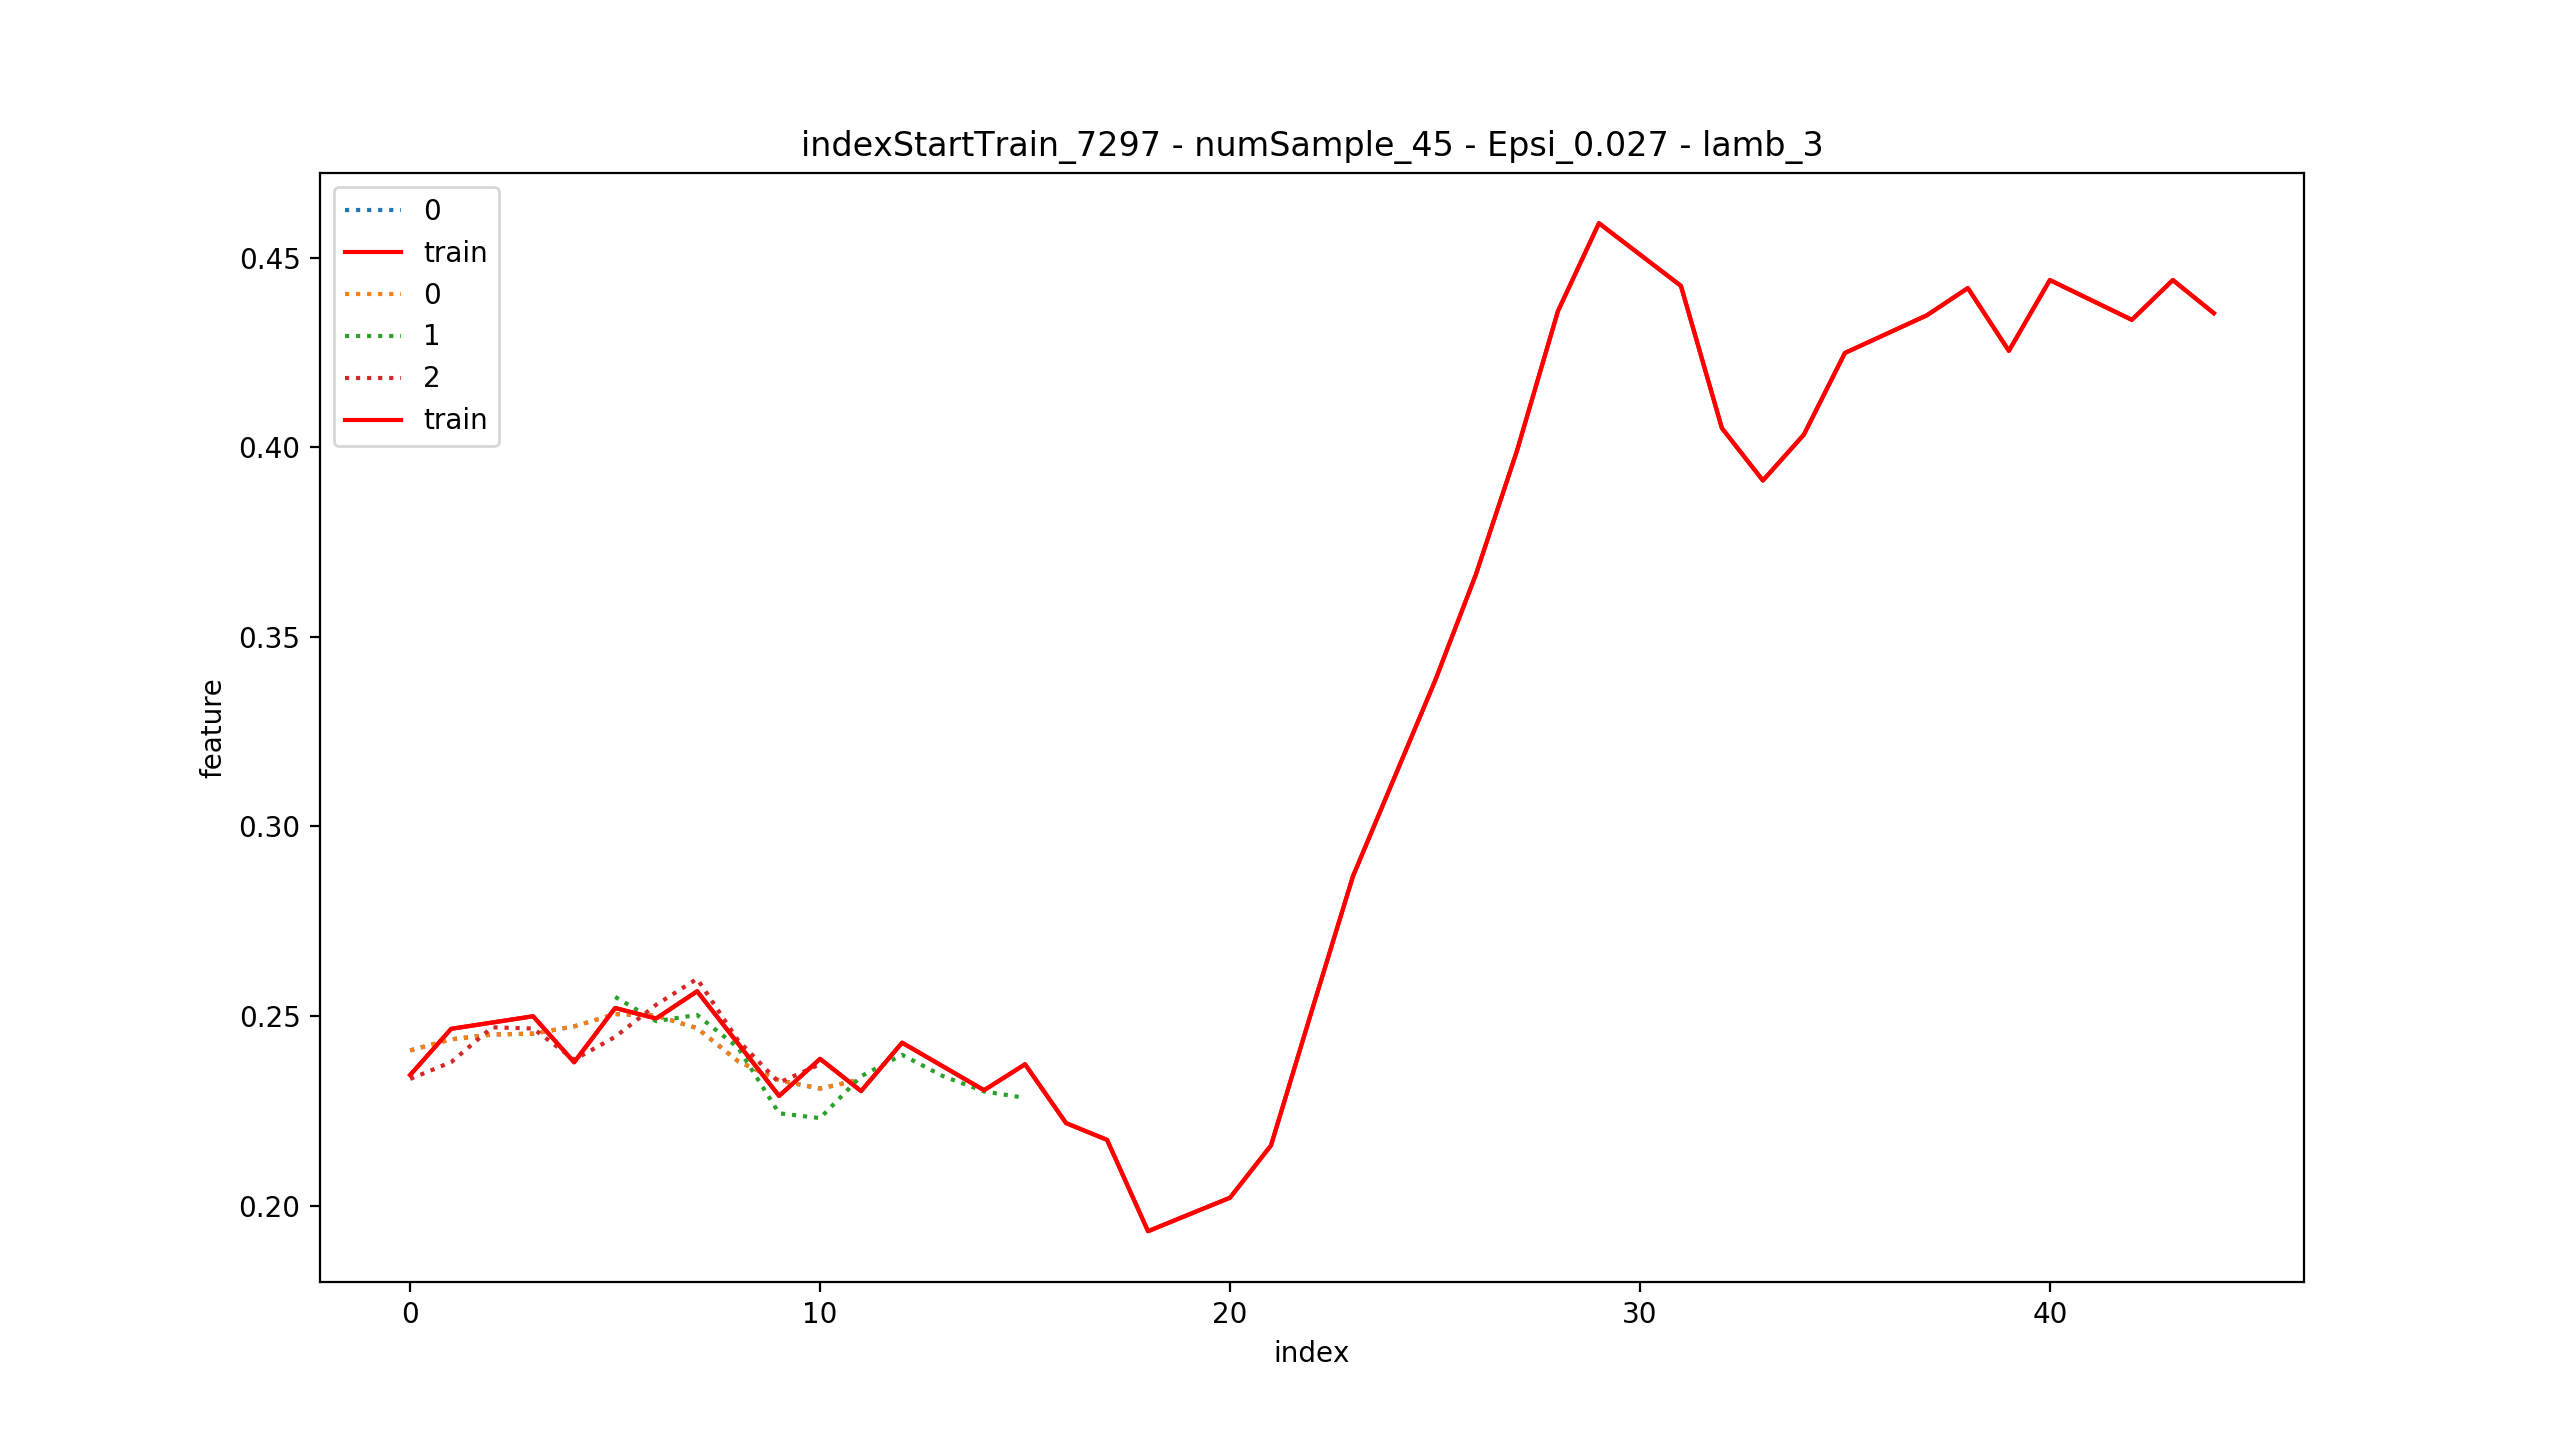 indexStartTrain_7297 - numSample_45 - Epsi_0.027 - lamb_3
0
train
0
1
2
train
0.45
0.40
0.35
0.30
0.25
0.20
feature
0 10 20 30 40
index